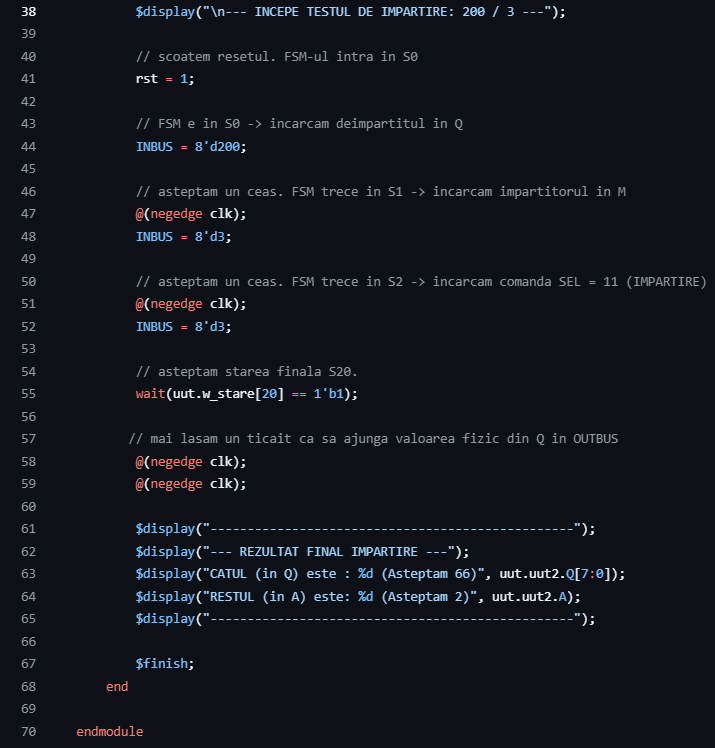 38 $display("\n--- INCEPE TESTUL DE IMPARTIRE: 200 / 3 ---");
39
40 // scoatem resetul. FSM-ul intra in S0
41 rst = 1;
42
43 // FSM e in S0 -> incarcam deimpartitul in Q
44 INBUS = 8'd200;
45
46 // asteptam un ceas. FSM trece in S1 -> incarcam impartitorul in M
47 @(negedge clk);
48 INBUS = 8'd3;
49
50 // asteptam un ceas. FSM trece in S2 -> incarcam comanda SEL = 11 (IMPARTIRE)
51 @(negedge clk);
52 INBUS = 8'd3;
53
54 // asteptam starea finala S20.
55 wait(uut.w_stare[20] == 1'b1);
56
57 // mai lasam un ticait ca sa ajunga valoarea fizic din Q in OUTBUS
58 @(negedge clk);
59 @(negedge clk);
60
61 $display("-------------------------------------------------");
62 $display("--- REZULTAT FINAL IMPARTIRE ---");
63 $display("CATUL (in Q) este : %d (Asteptam 66)", uut.uut2.Q[7:0]);
64 $display("RESTUL (in A) este: %d (Asteptam 2)", uut.uut2.A);
65 $display("-------------------------------------------------");
66
67 $finish;
68 end
69
70 endmodule